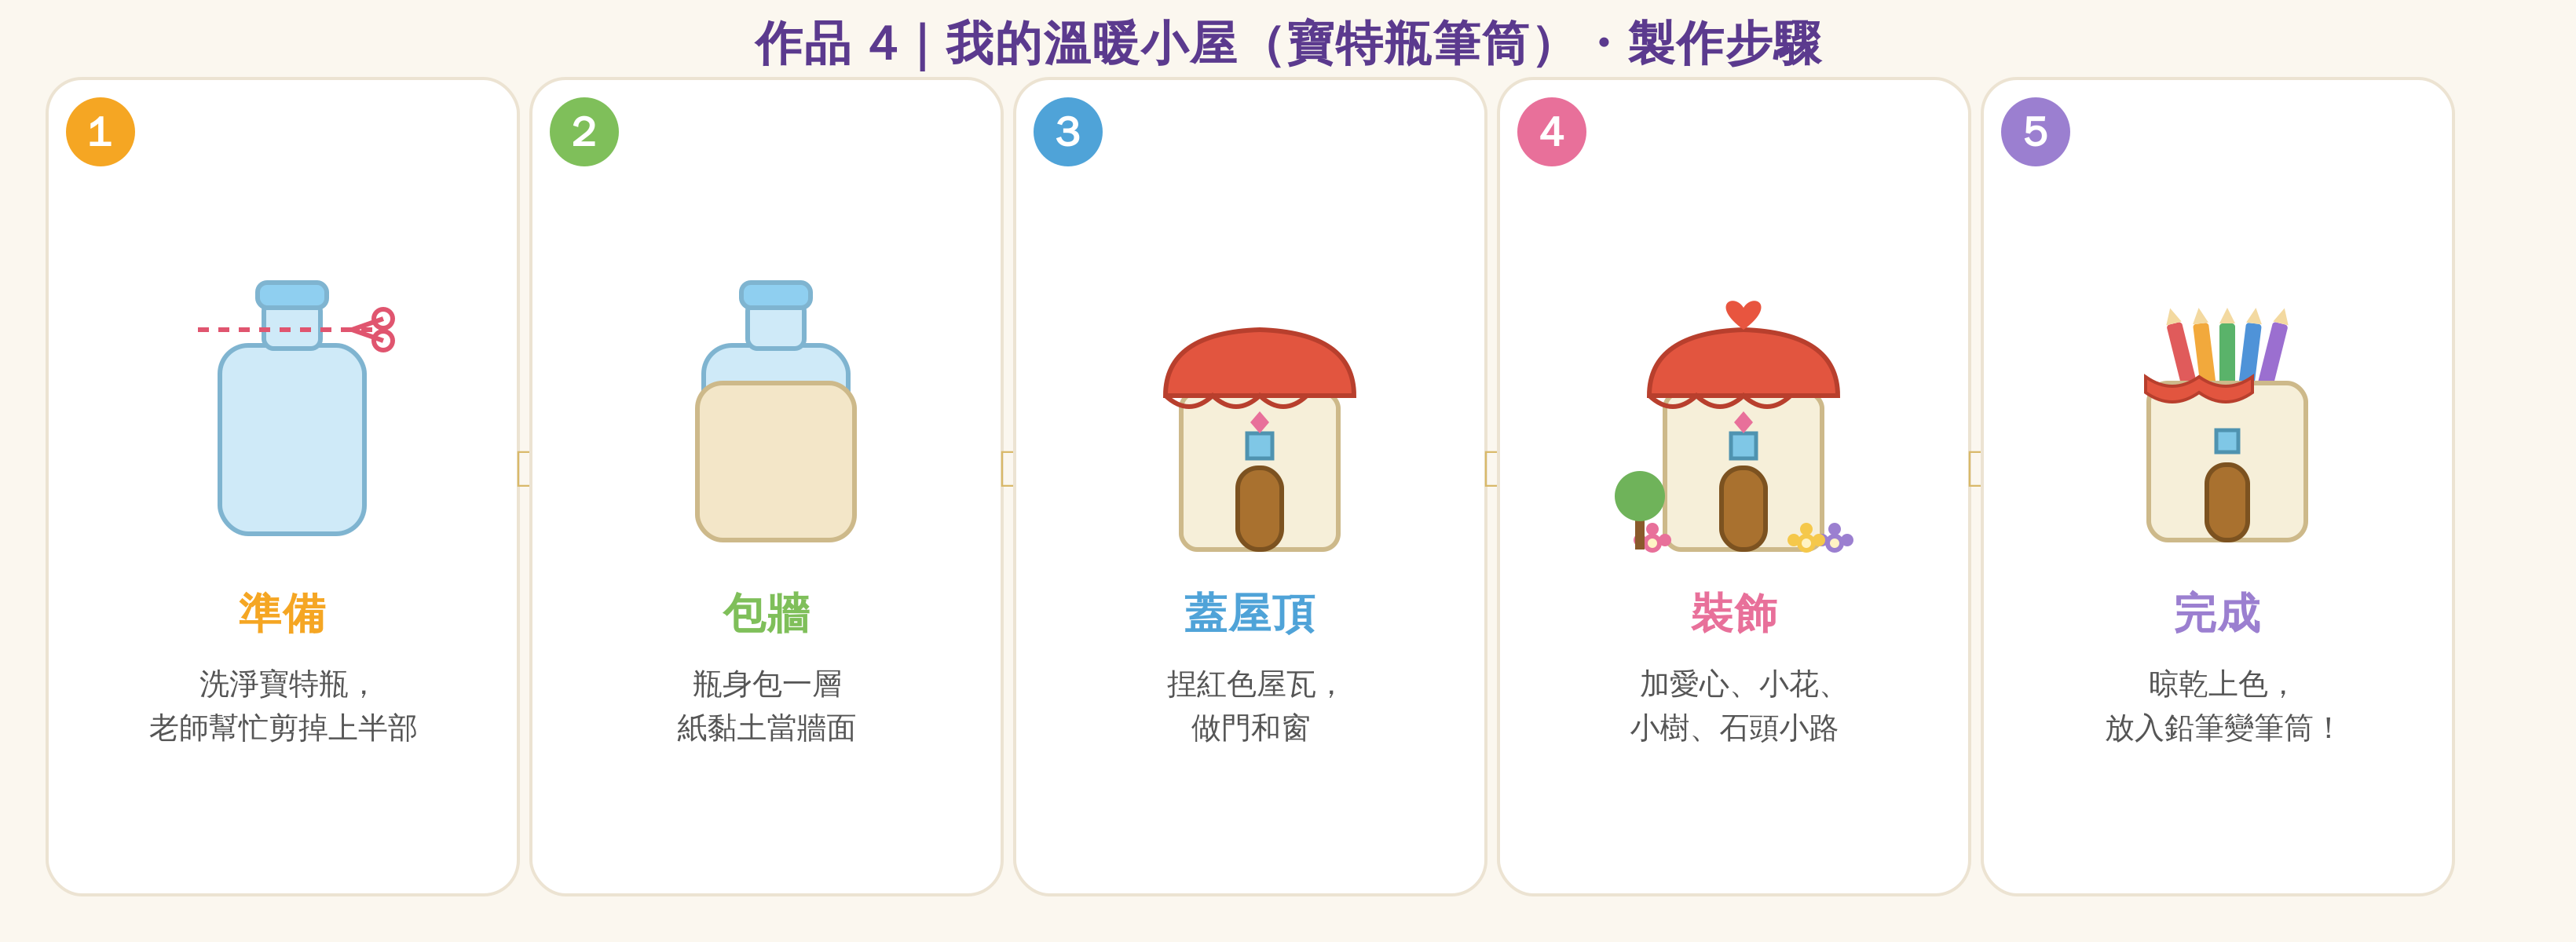 作品 4｜我的溫暖小屋（寶特瓶筆筒）・製作步驟
1
準備
洗淨寶特瓶，
老師幫忙剪掉上半部
2
包牆
瓶身包一層
紙黏土當牆面
3
蓋屋頂
捏紅色屋瓦，
做門和窗
4
裝飾
加愛心、小花、
小樹、石頭小路
5
完成
晾乾上色，
放入鉛筆變筆筒！